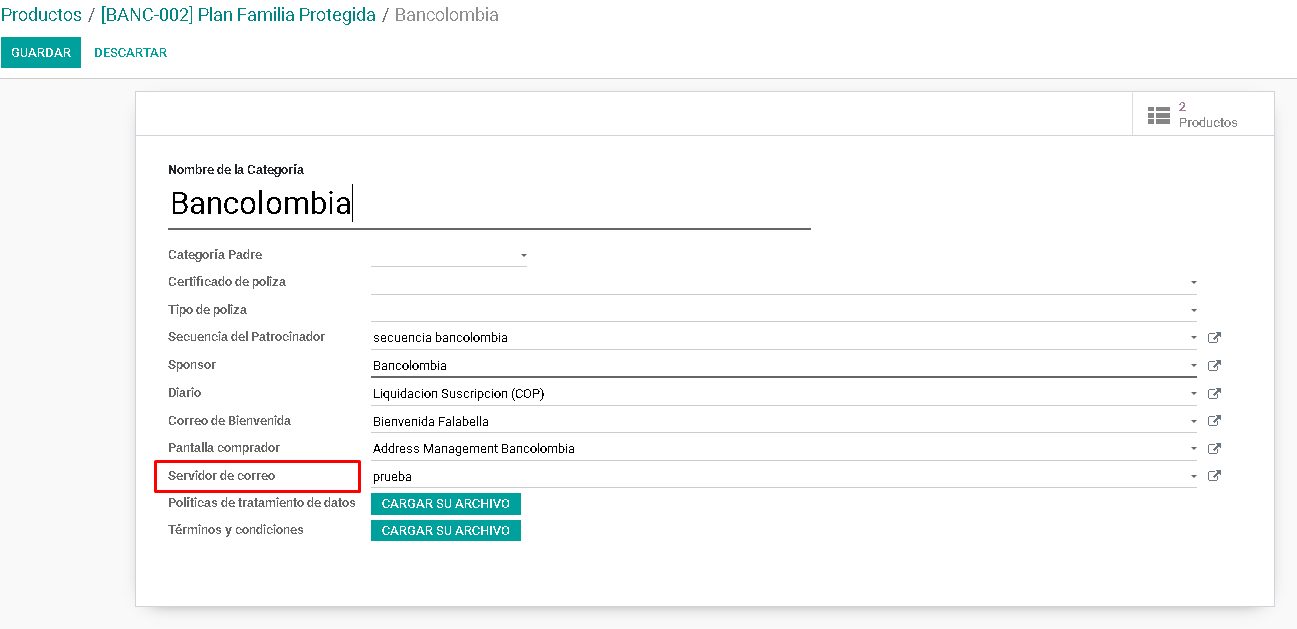 Productos / [BANC-002] Plan Familia Protegida / Bancolombia
GUARDAR DESCARTAR
2
Productos
Nombre de la Categoría
Bancolombia
Categoría Padre
Certificado de poliza
Tipo de poliza
Secuencia del Patrocinador secuencia bancolombia
Sponsor Bancolombia
Diario Liquidacion Suscripcion (COP)
Correo de Bienvenida Bienvenida Falabella
Pantalla comprador Address Management Bancolombia
Servidor de correo prueba
Políticas de tratamiento de datos CARGAR SU ARCHIVO
Términos y condiciones CARGAR SU ARCHIVO